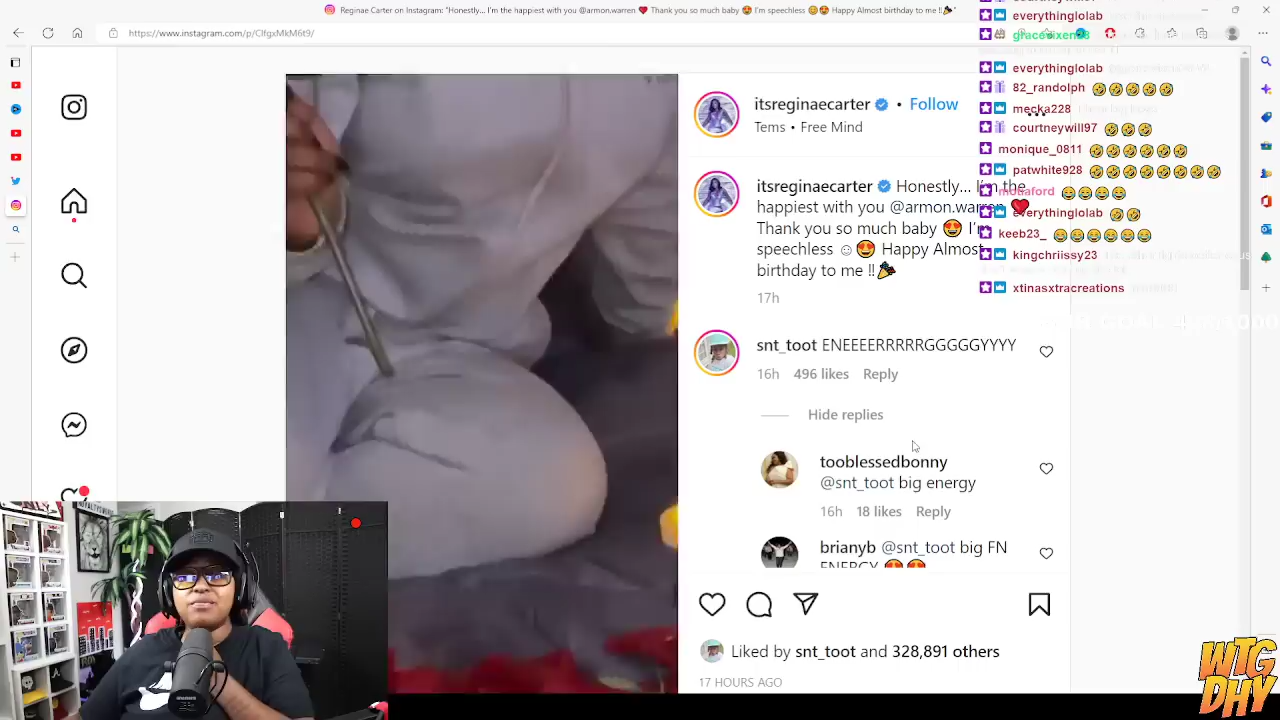 Reginae Carter on Instagram: "Honestly... I'm the happiest with you @armon.warren ❤️ Thank you so much baby 😍 I'm speechless ☺️😍 Happy Almost birthday to me !!🎉
https://www.instagram.com/p/CItgxMkM6t9/
everythinglolab
everythinglolab
82_randolph 🤣🤣🤣🤣🤣
mecka228
courtneywill97 🤣🤣🤣
monique_0811 🤣🤣🤣🤣🤣
patwhite928 🤣🤣🤣🤣🤣🤣🤣
motiaford 😂😂😂😂
everythinglolab 🤣🤣
keeb23_ 😂😂😂😂😂😂
kingchriissy23
xtinasxtracreations
itsreginaecarter • Follow
Tems • Free Mind
itsreginaecarter Honestly... I'm the
happiest with you @armon.warren ❤️
Thank you so much baby 😍 I'm
speechless ☺️😍 Happy Almost
birthday to me !!🎉
17h
snt_toot ENEEEERRRRRGGGGGYYYY
16h 496 likes Reply
Hide replies
tooblessedbonny
@snt_toot big energy
16h 18 likes Reply
brianyb @snt_toot big FN
ENERGY 😍😍
Liked by snt_toot and 328,891 others
17 HOURS AGO
WTG
DHY